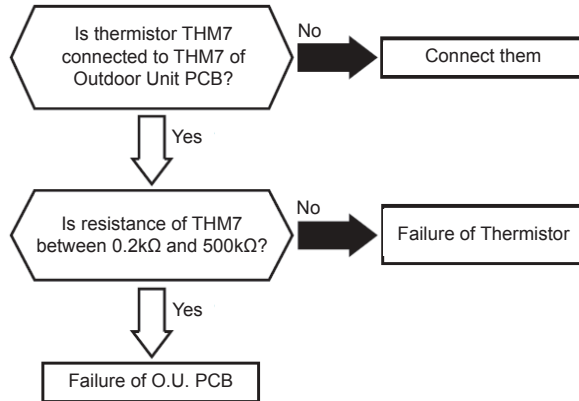 Is thermistor THM7
connected to THM7 of
Outdoor Unit PCB?
No
Connect them
Yes
Is resistance of THM7
between 0.2kΩ and 500kΩ?
No
Failure of Thermistor
Yes
Failure of O.U. PCB